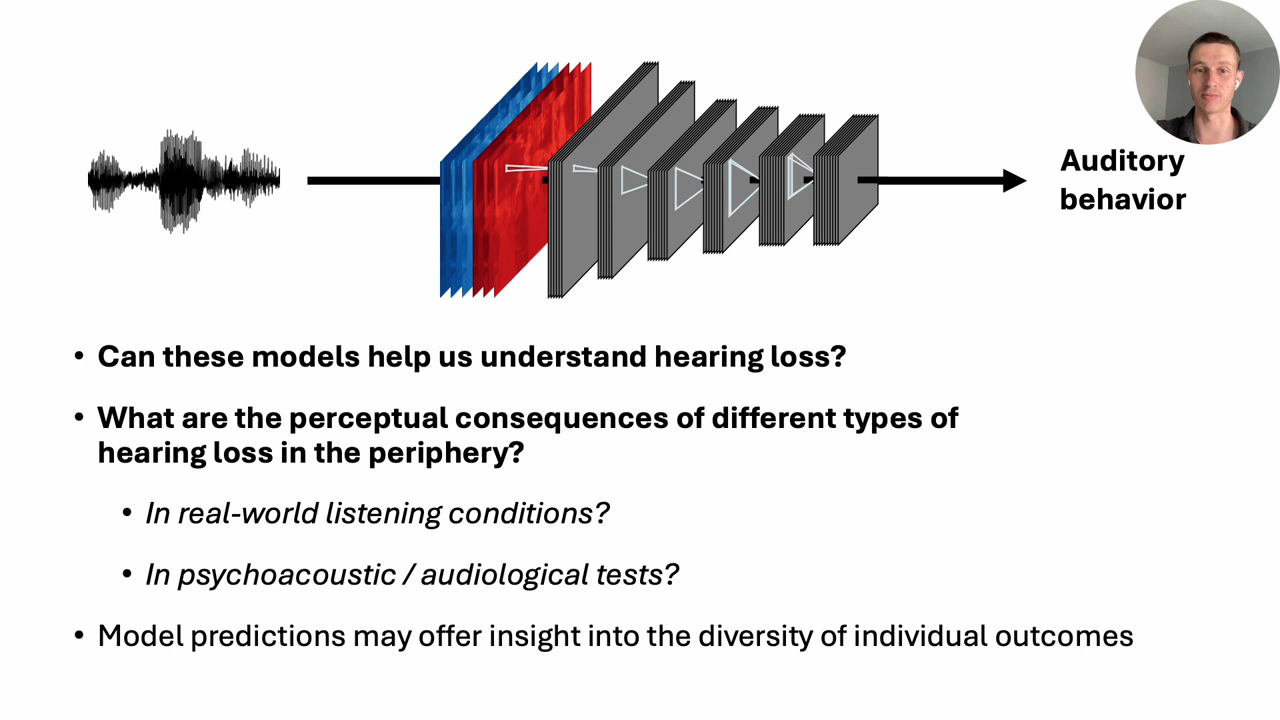 Auditory
behavior
• Can these models help us understand hearing loss?
• What are the perceptual consequences of different types of
hearing loss in the periphery?
• In real-world listening conditions?
• In psychoacoustic / audiological tests?
• Model predictions may offer insight into the diversity of individual outcomes